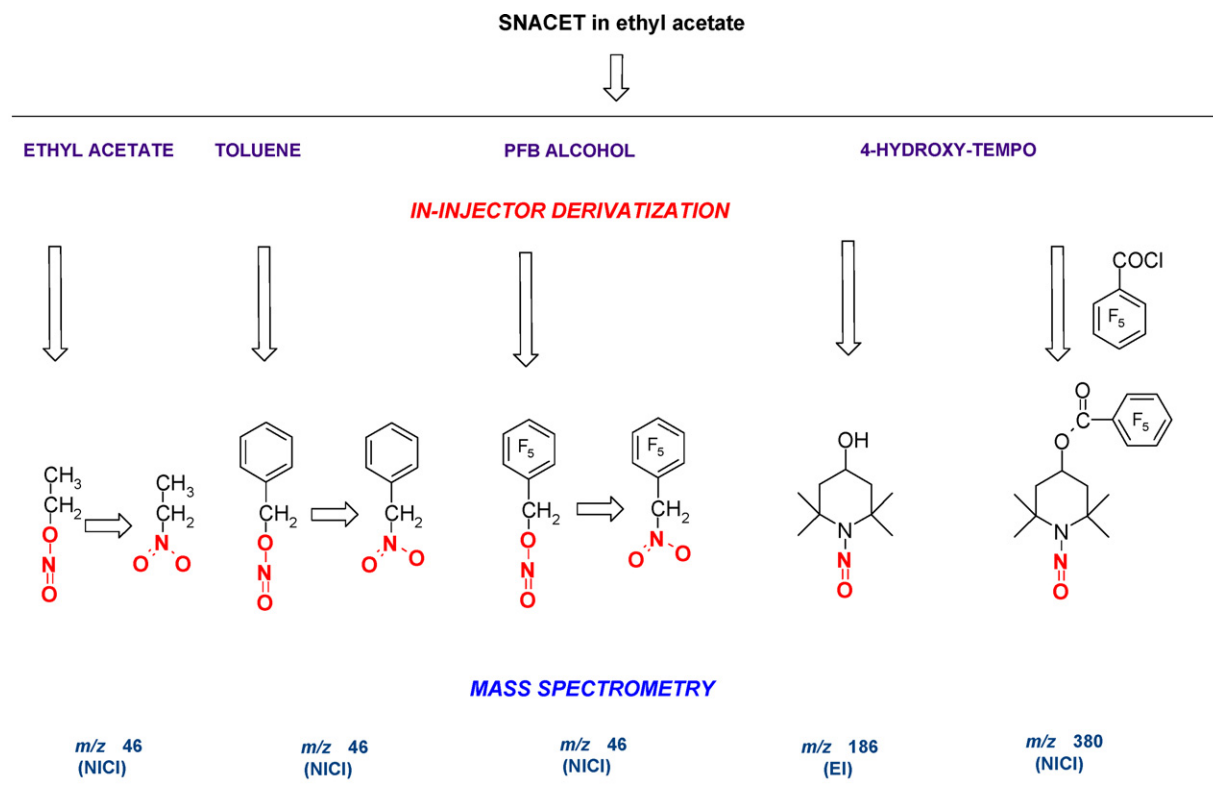 SNACET in ethyl acetate
ETHYL ACETATE TOLUENE PFB ALCOHOL 4-HYDROXY-TEMPO
IN-INJECTOR DERIVATIZATION
COCl
F5
CH3
CH2
O
N
O
CH3
CH2
N
O O
CH2
O
N
O
CH2
N
O O
F5
CH2
O
N
O
F5
CH2
N
O O
OH
N
N
O
O
C
F5
O
N
N
O
MASS SPECTROMETRY
m/z 46
(NICI)
m/z 46
(NICI)
m/z 46
(NICI)
m/z 186
(EI)
m/z 380
(NICI)